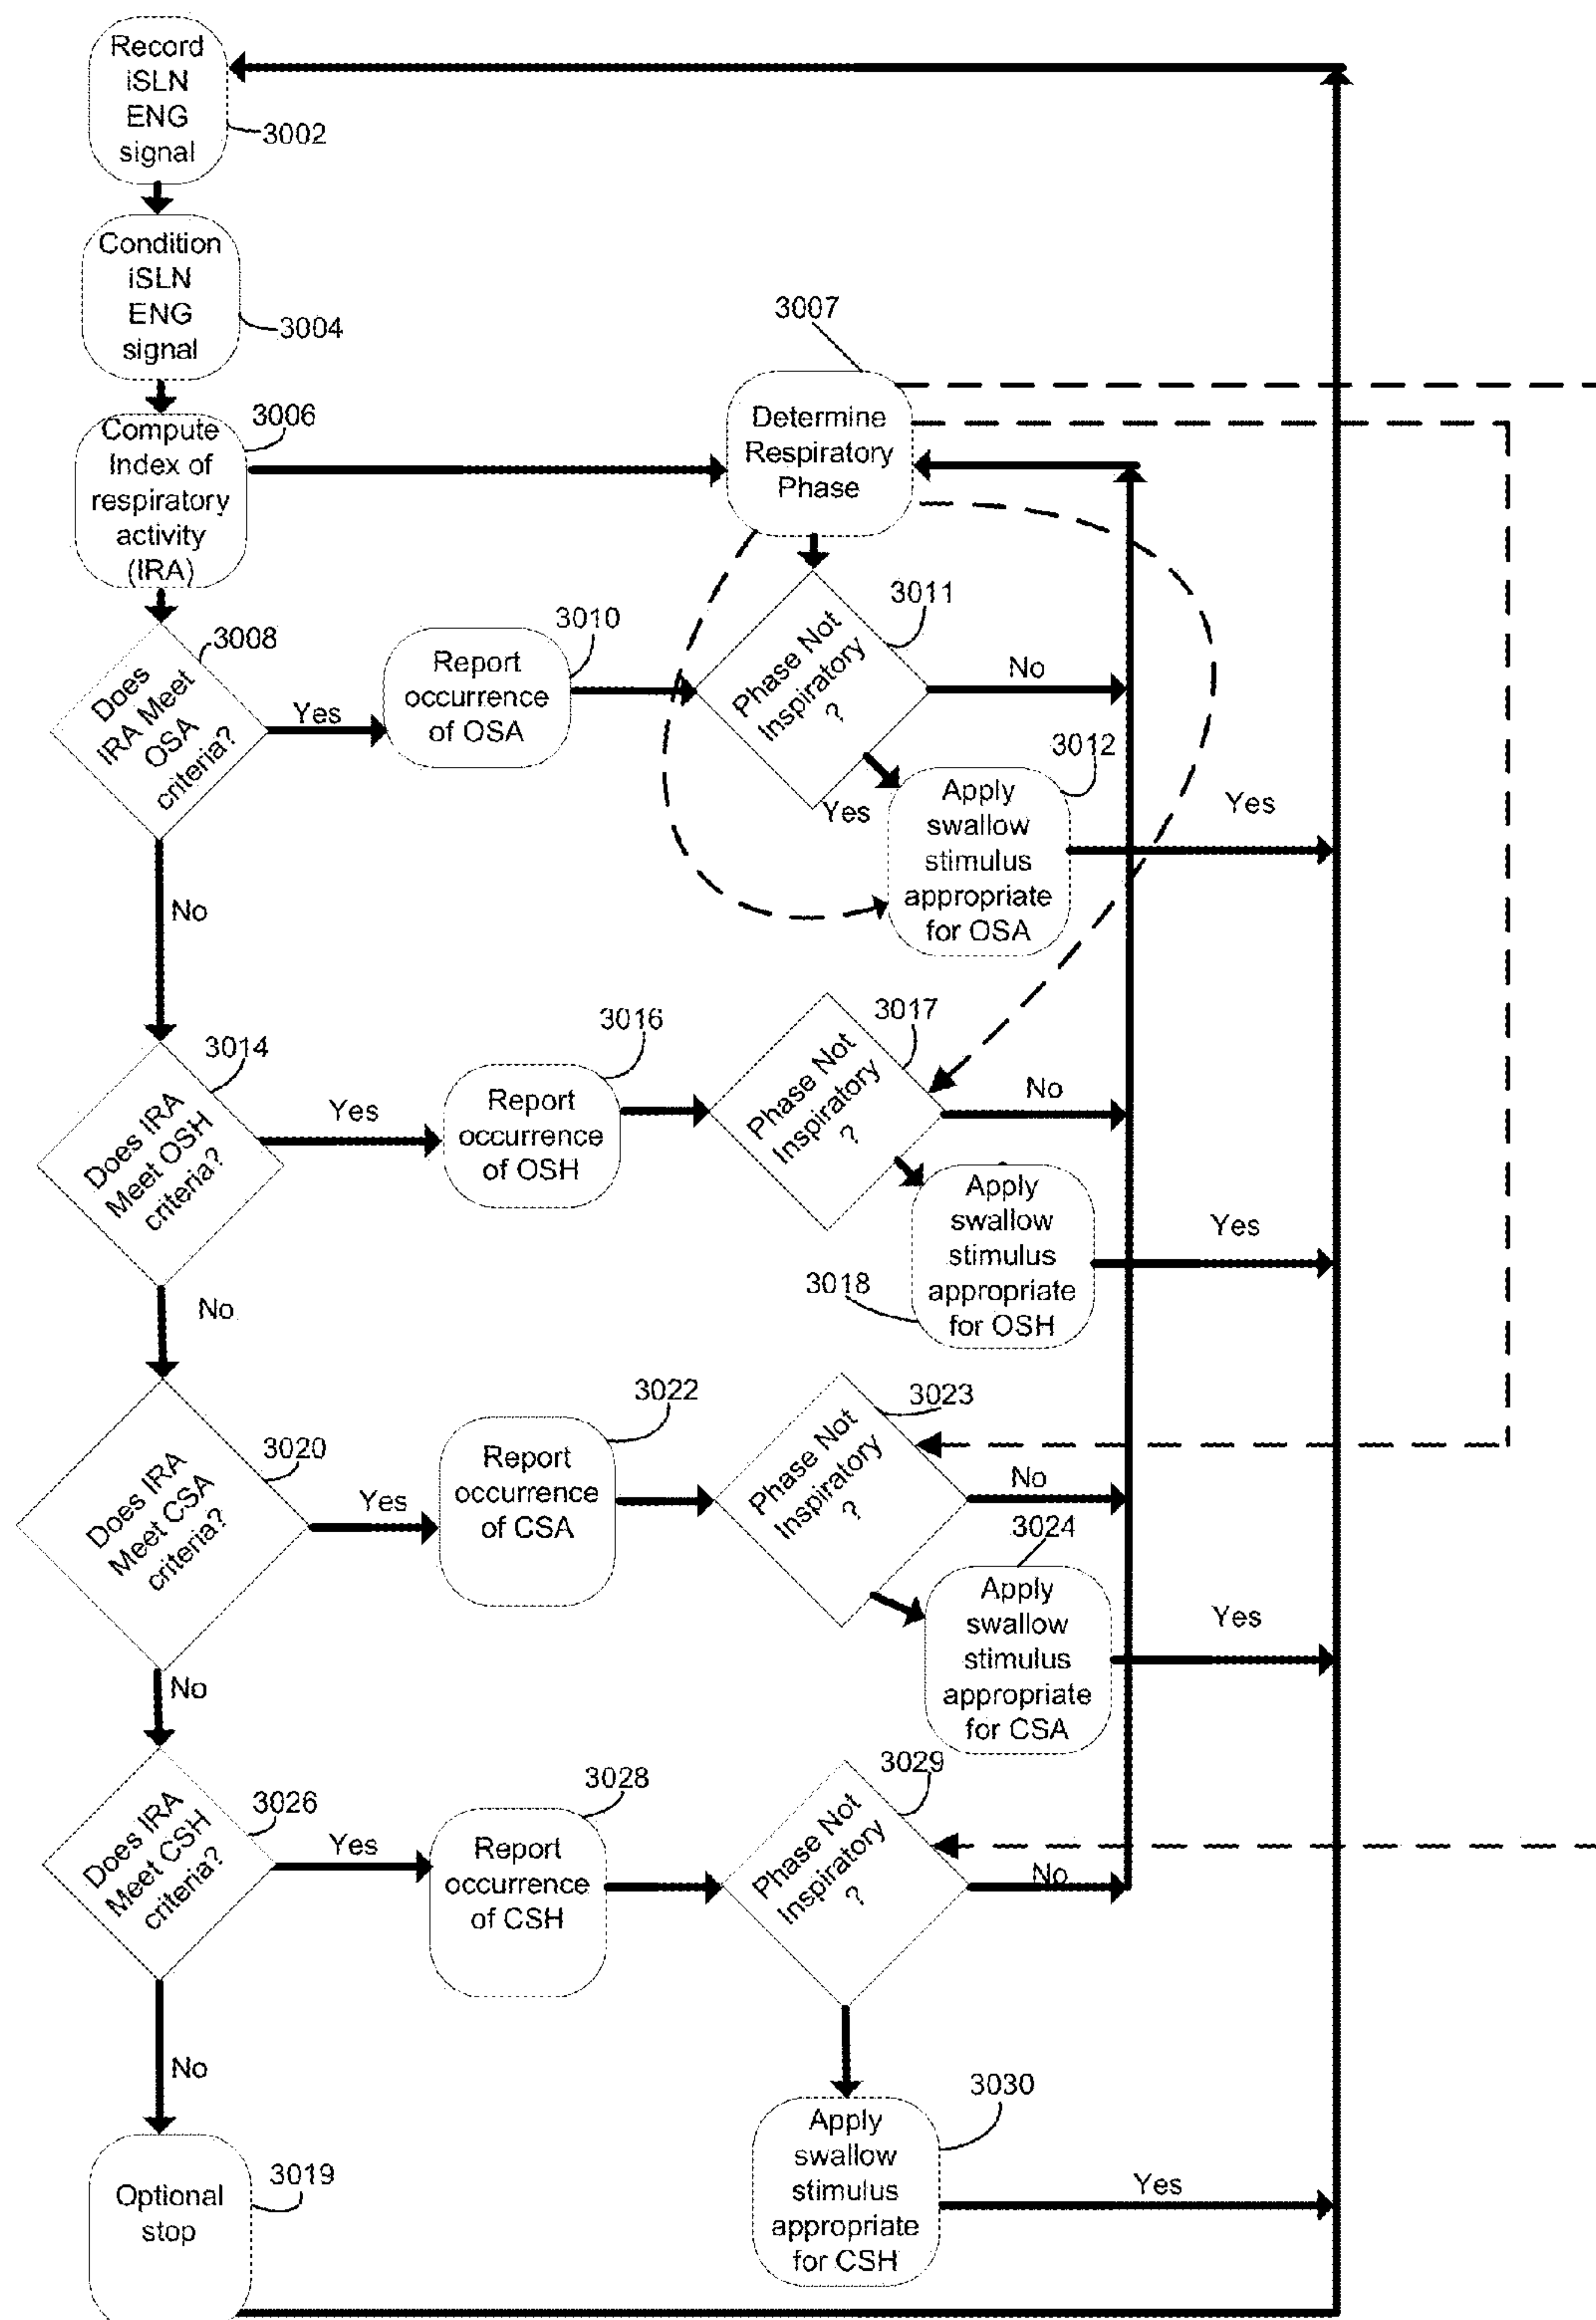 Record
iSLN
ENG
signal
3002
Condition
iSLN
ENG
signal
3004
3007
3006
Compute
Index of
respiratory
activity
(IRA)
Determine
Respiratory
Phase
3008
Does
IRA Meet
OSA
criteria?
Yes
3010
Report
occurrence
of OSA
3011
Phase Not
Inspiratory
?
No
Yes
3012
Apply
swallow
stimulus
appropriate
for OSA
Yes
No
3014
Does IRA
Meet OSH
criteria?
Yes
3016
Report
occurrence
of OSH
3017
Phase Not
Inspiratory
?
No
3018
Apply
swallow
stimulus
appropriate
for OSH
Yes
No
3020
Does IRA
Meet CSA
criteria?
Yes
3022
Report
occurrence
of CSA
3023
Phase Not
Inspiratory
?
No
3024
Apply
swallow
stimulus
appropriate
for CSA
Yes
No
3026
Does IRA
Meet CSH
criteria?
Yes
3028
Report
occurrence
of CSH
3029
Phase Not
Inspiratory
?
No
No
3030
Apply
swallow
stimulus
appropriate
for CSH
Yes
3019
Optional
stop